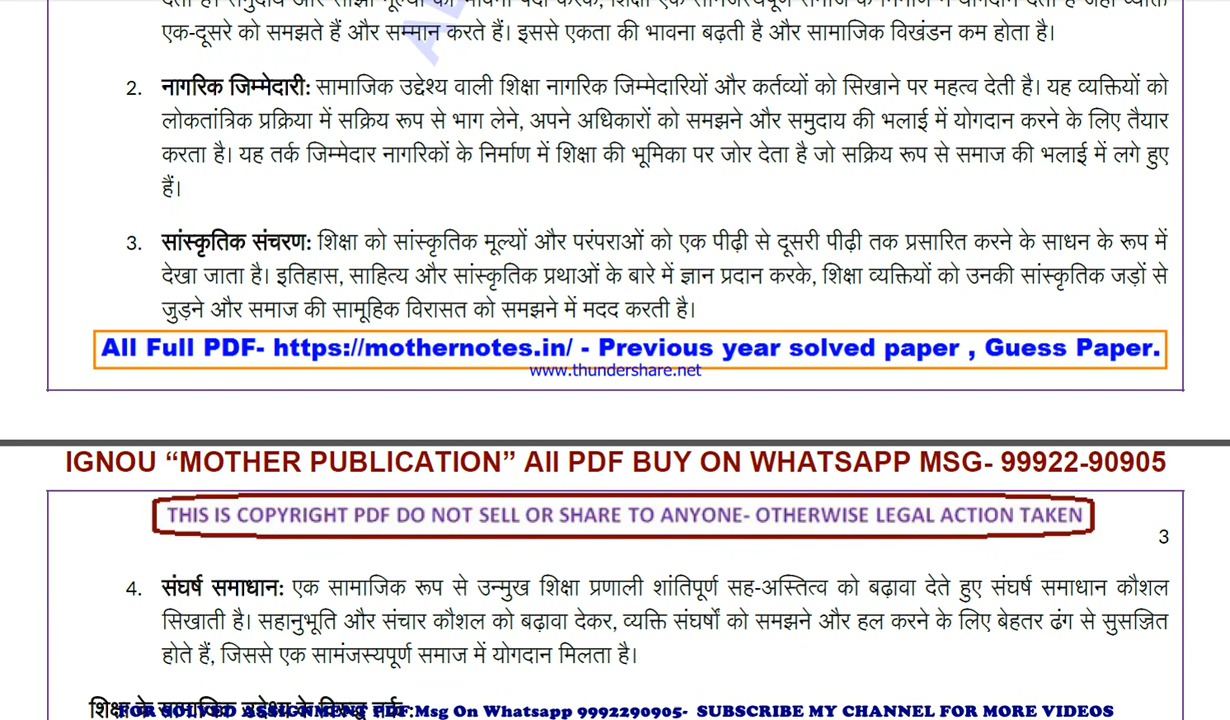 एक-दूसरे को समझते हैं और सम्मान करते हैं। इससे एकता की भावना बढ़ती है और सामाजिक विखंडन कम होता है।
2. नागरिक जिम्मेदारी: सामाजिक उद्देश्य वाली शिक्षा नागरिक जिम्मेदारियों और कर्तव्यों को सिखाने पर महत्व देती है। यह व्यक्तियों को
लोकतांत्रिक प्रक्रिया में सक्रिय रूप से भाग लेने, अपने अधिकारों को समझने और समुदाय की भलाई में योगदान करने के लिए तैयार
करता है। यह तर्क जिम्मेदार नागरिकों के निर्माण में शिक्षा की भूमिका पर जोर देता है जो सक्रिय रूप से समाज की भलाई में लगे हुए
हैं।
3. सांस्कृतिक संचरण: शिक्षा को सांस्कृतिक मूल्यों और परंपराओं को एक पीढ़ी से दूसरी पीढ़ी तक प्रसारित करने के साधन के रूप में
देखा जाता है। इतिहास, साहित्य और सांस्कृतिक प्रथाओं के बारे में ज्ञान प्रदान करके, शिक्षा व्यक्तियों को उनकी सांस्कृतिक जड़ों से
जुड़ने और समाज की सामूहिक विरासत को समझने में मदद करती है।
All Full PDF- https://mothernotes.in/ - Previous year solved paper , Guess Paper.
www.thundershare.net
IGNOU “MOTHER PUBLICATION” All PDF BUY ON WHATSAPP MSG- 99922-90905
THIS IS COPYRIGHT PDF DO NOT SELL OR SHARE TO ANYONE- OTHERWISE LEGAL ACTION TAKEN
3
4. संघर्ष समाधान: एक सामाजिक रूप से उन्मुख शिक्षा प्रणाली शांतिपूर्ण सह-अस्तित्व को बढ़ावा देते हुए संघर्ष समाधान कौशल
सिखाती है। सहानुभूति और संचार कौशल को बढ़ावा देकर, व्यक्ति संघर्षों को समझने और हल करने के लिए बेहतर ढंग से सुसज्जित
होते हैं, जिससे एक सामंजस्यपूर्ण समाज में योगदान मिलता है।
शिक्षा के सामाजिक उद्देश्य के विरुद्ध तर्क:
FOR SOLVED ASSIGNMENT PDF:Msg On Whatsapp 9992290905- SUBSCRIBE MY CHANNEL FOR MORE VIDEOS